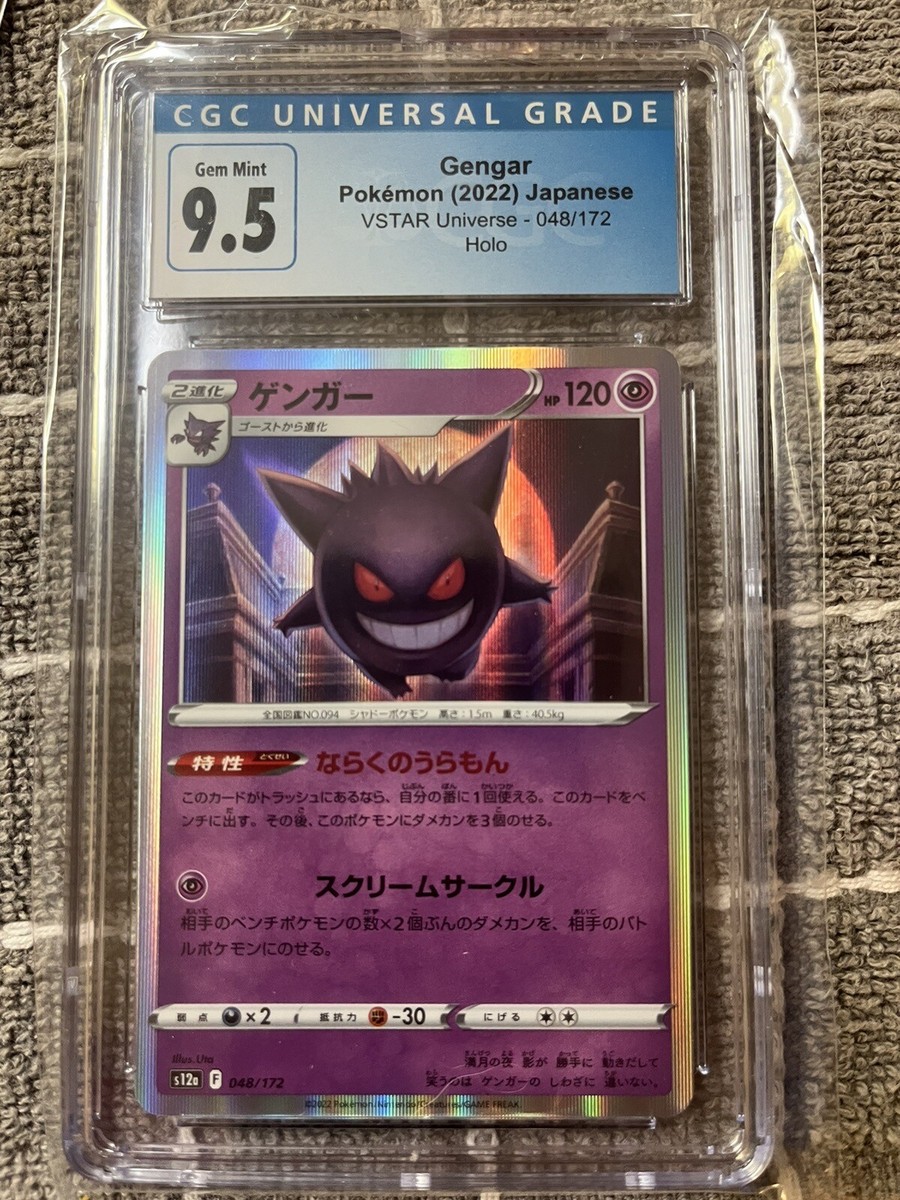 CGC UNIVERSAL GRADE
Gem Mint
9.5
Gengar
Pokémon (2022) Japanese
VSTAR Universe - 048/172
Holo
2進化
ゲンガー
HP 120
ゴーストから進化
全国図鑑NO.094 シャドーポケモン 高さ:1.5m 重さ:40.5kg
特性 とくせい ならくのうらもん
このカードがトラッシュにあるなら、自分の番に1回使える。このカードをベ
ンチに出す。その後、このポケモンにダメカンを3個のせる。
スクリームサークル
相手のベンチポケモンの数×2個ぶんのダメカンを、相手のバト
ルポケモンにのせる。
弱点 ×2 抵抗力 -30 にげる
Illus. Uta
満月の夜 影が 勝手に 動きだして
笑うのは ゲンガーの しわざに 違いない。
s12a F 048/172
©2022 Pokémon/Nintendo/Creatures/GAME FREAK.